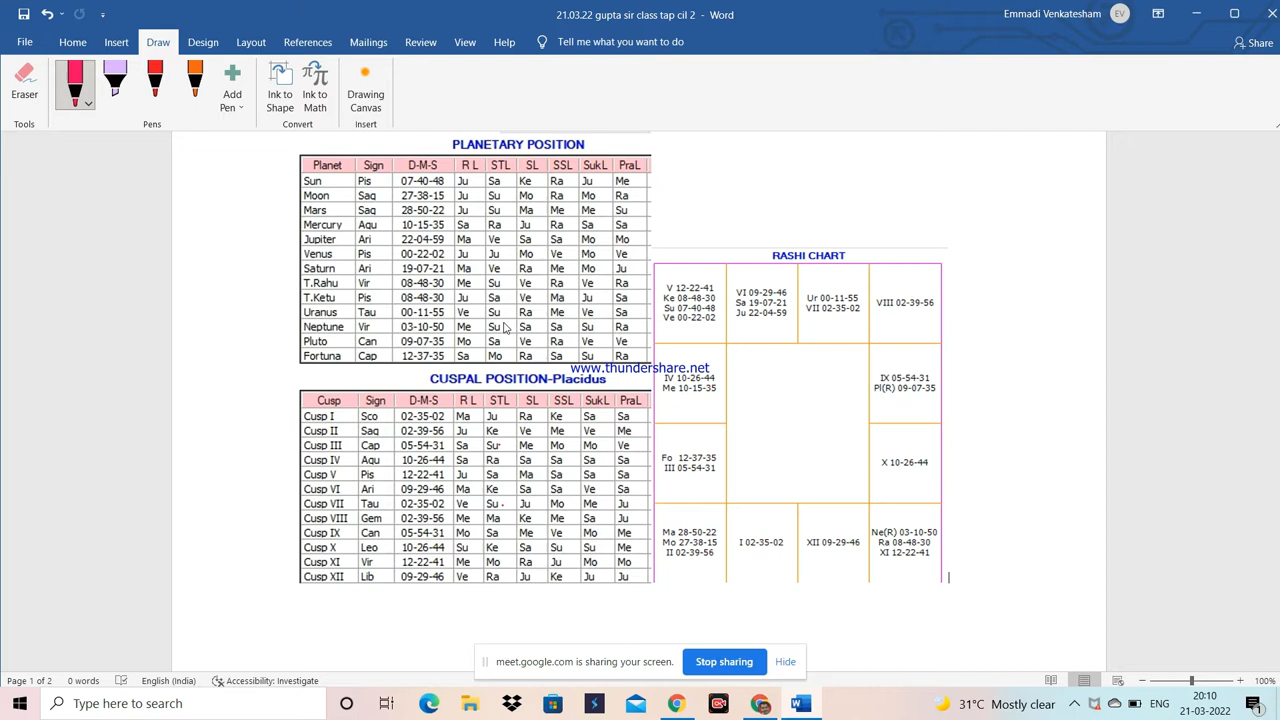 21.03.22 gupta sir class tap cil 2 - Word
Emmadi Venkatesham EV
File Home Insert Draw Design Layout References Mailings Review View Help Tell me what you want to do Share
Eraser Add Pen Ink to Shape Ink to Math Drawing Canvas
Tools Pens Convert Insert
PLANETARY POSITION
Planet Sign D-M-S R L STL SL SSL SukL PraL
Sun Pis 07-40-48 Ju Sa Ke Ra Ju Me
Moon Sag 27-38-15 Ju Su Mo Ra Mo Ra
Mars Sag 28-50-22 Ju Su Ma Me Me Su
Mercury Aqu 10-15-35 Sa Ra Ju Ra Sa Ra
Jupiter Ari 22-04-59 Ma Ve Sa Sa Mo Mo
Venus Pis 00-22-02 Ju Ju Mo Ve Mo Ve
Saturn Ari 19-07-21 Ma Ve Ra Me Mo Ju
T.Rahu Vir 08-48-30 Me Su Ve Ra Ve Ra
T.Ketu Pis 08-48-30 Ju Sa Ve Ma Ju Sa
Uranus Tau 00-11-55 Ve Su Ra Me Ve Sa
Neptune Vir 03-10-50 Me Su Sa Sa Su Ra
Pluto Can 09-07-35 Mo Sa Ve Ra Ve Ve
Fortuna Cap 12-37-35 Sa Mo Ra Sa Su Ra
www.thundershare.net
CUSPAL POSITION-Placidus
Cusp Sign D-M-S R L STL SL SSL SukL PraL
Cusp I Sco 02-35-02 Ma Ju Ra Ke Sa Sa
Cusp II Sag 02-39-56 Ju Ke Ve Me Ve Me
Cusp III Cap 05-54-31 Sa Su Me Mo Mo Ve
Cusp IV Aqu 10-26-44 Sa Ra Sa Sa Sa Sa
Cusp V Pis 12-22-41 Ju Sa Ma Sa Sa Sa
Cusp VI Ari 09-29-46 Ma Ke Sa Sa Ve Sa
Cusp VII Tau 02-35-02 Ve Su Ju Mo Me Ju
Cusp VIII Gem 02-39-56 Me Ma Ke Me Sa Ju
Cusp IX Can 05-54-31 Mo Sa Me Ve Mo Ju
Cusp X Leo 10-26-44 Su Ke Sa Su Su Me
Cusp XI Vir 12-22-41 Me Mo Ra Ju Mo Mo
Cusp XII Lib 09-29-46 Ve Ra Ju Ke Ju Ju
RASHI CHART
V 12-22-41
Ke 08-48-30
Su 07-40-48
Ve 00-22-02
VI 09-29-46
Sa 19-07-21
Ju 22-04-59
Ur 00-11-55
VII 02-35-02
VIII 02-39-56
IV 10-26-44
Me 10-15-35
IX 05-54-31
Pl(R) 09-07-35
Fo 12-37-35
III 05-54-31
X 10-26-44
Ma 28-50-22
Mo 27-38-15
II 02-39-56
I 02-35-02
XII 09-29-46
Ne(R) 03-10-50
Ra 08-48-30
XI 12-22-41
meet.google.com is sharing your screen. Stop sharing Hide
Page 1 of 2 0 words English (India) Accessibility: Investigate 100%
Type here to search 31°C Mostly clear ENG 20:10 21-03-2022 1